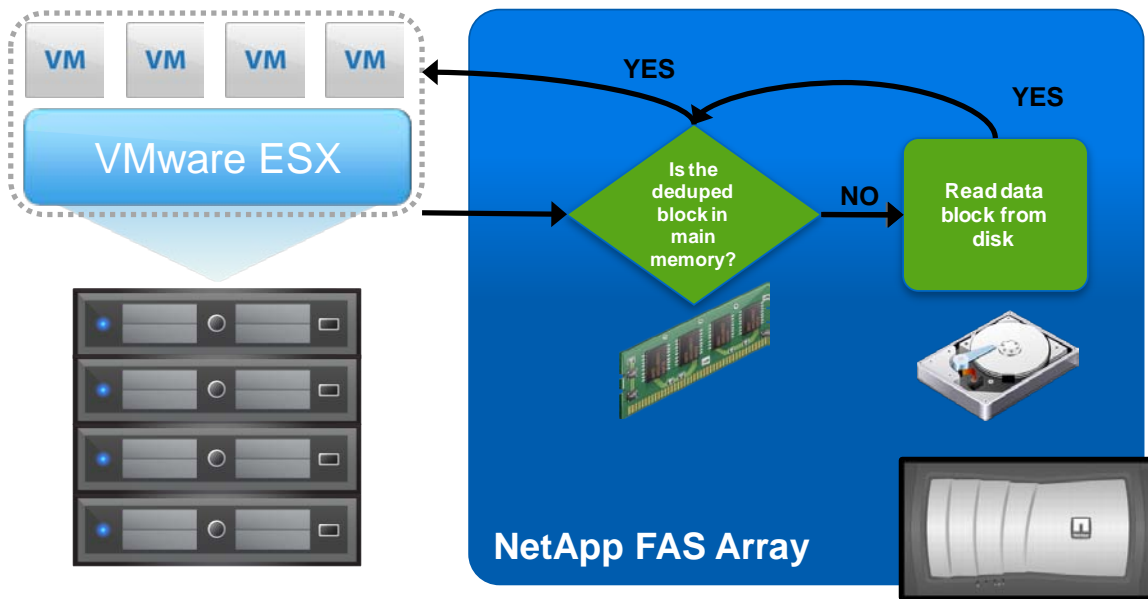 VM VM VM VM
VMware ESX
YES
YES
Is the
deduped
block in
main
memory?
NO
Read data
block from
disk
NetApp FAS Array